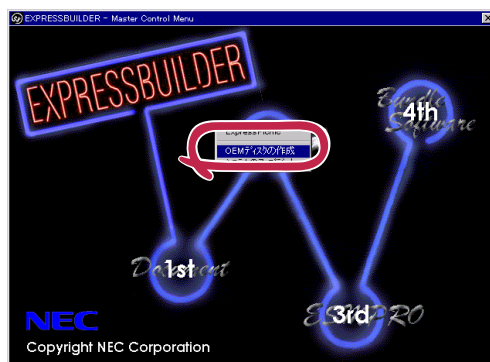 EXPRESSBUILDER - Master Control Menu
EXPRESSBUILDER
Bundle
4th
Software
OEMディスクの作成
Document
1st
ESMPRO
3rd
NEC
Copyright NEC Corporation